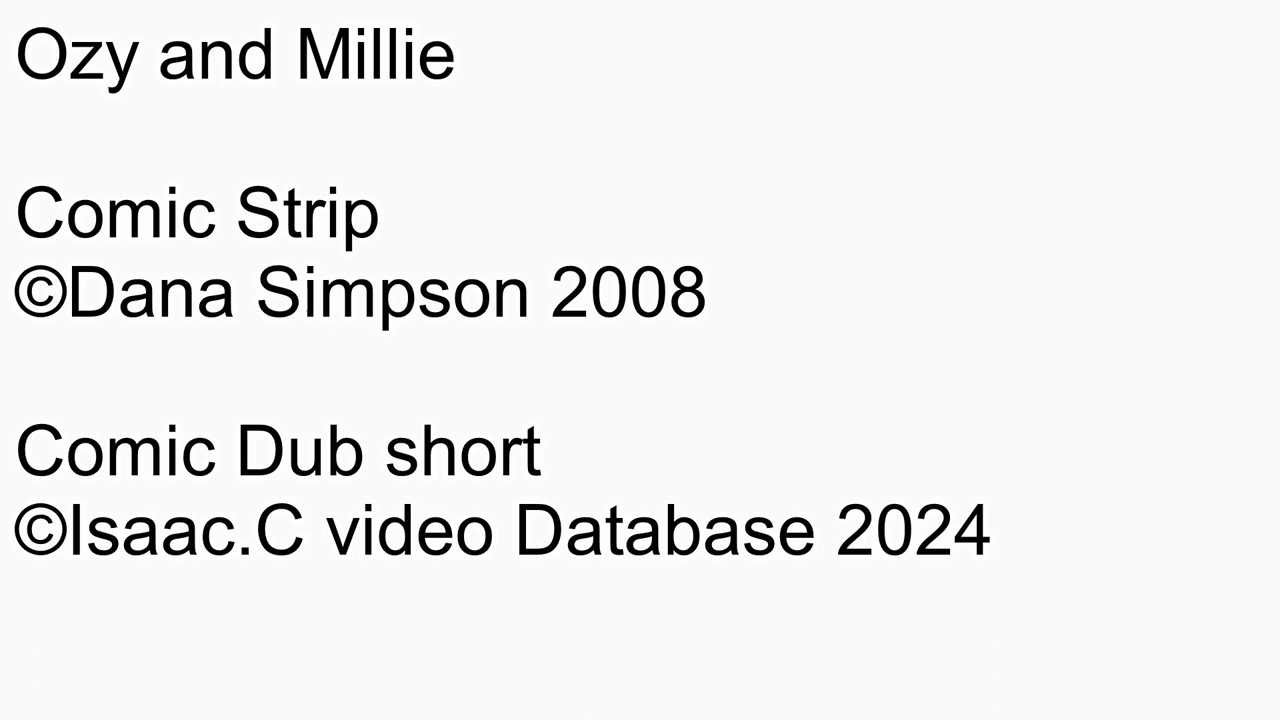 Ozy and Millie
Comic Strip
©Dana Simpson 2008
Comic Dub short
©Isaac.C video Database 2024